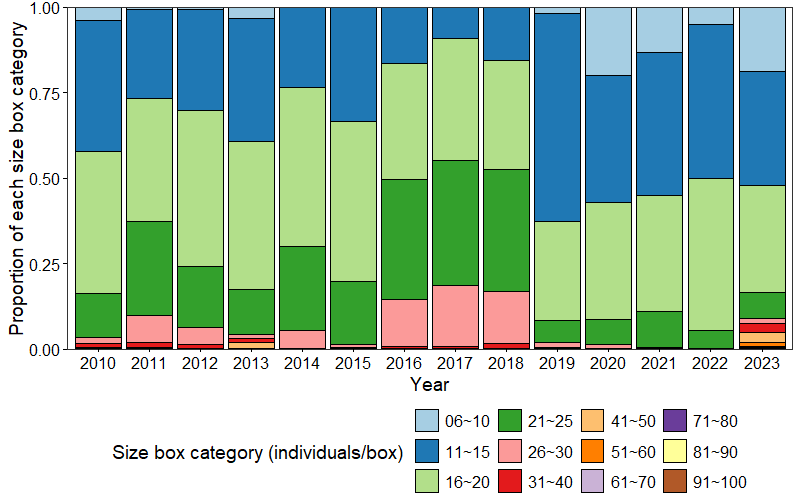 Proportion of each size box category
1.00
0.75
0.50
0.25
0.00
2010 2011 2012 2013 2014 2015 2016 2017 2018 2019 2020 2021 2022 2023
Year
Size box category (individuals/box)
06~10 21~25 41~50 71~80
11~15 26~30 51~60 81~90
16~20 31~40 61~70 91~100